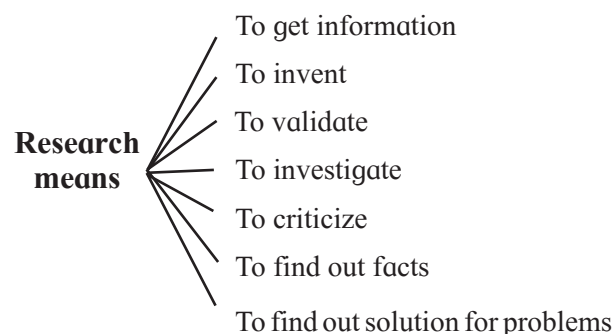 To get information
To invent
To validate
Research
means
To investigate
To criticize
To find out facts
To find out solution for problems